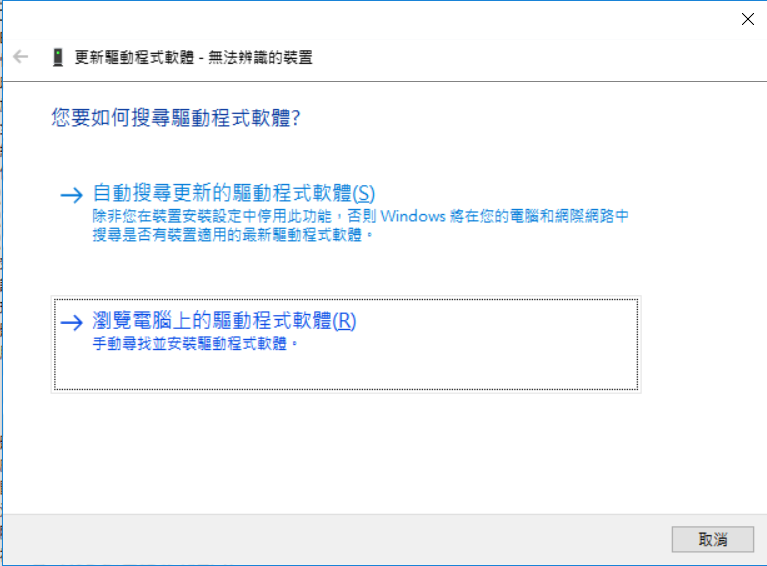 更新驅動程式軟體 - 無法辨識的裝置
您要如何搜尋驅動程式軟體?
自動搜尋更新的驅動程式軟體(S)
除非您在裝置安裝設定中停用此功能，否則 Windows 將在您的電腦和網際網路中
搜尋是否有裝置適用的最新驅動程式軟體。
瀏覽電腦上的驅動程式軟體(R)
手動尋找並安裝驅動程式軟體。
取消